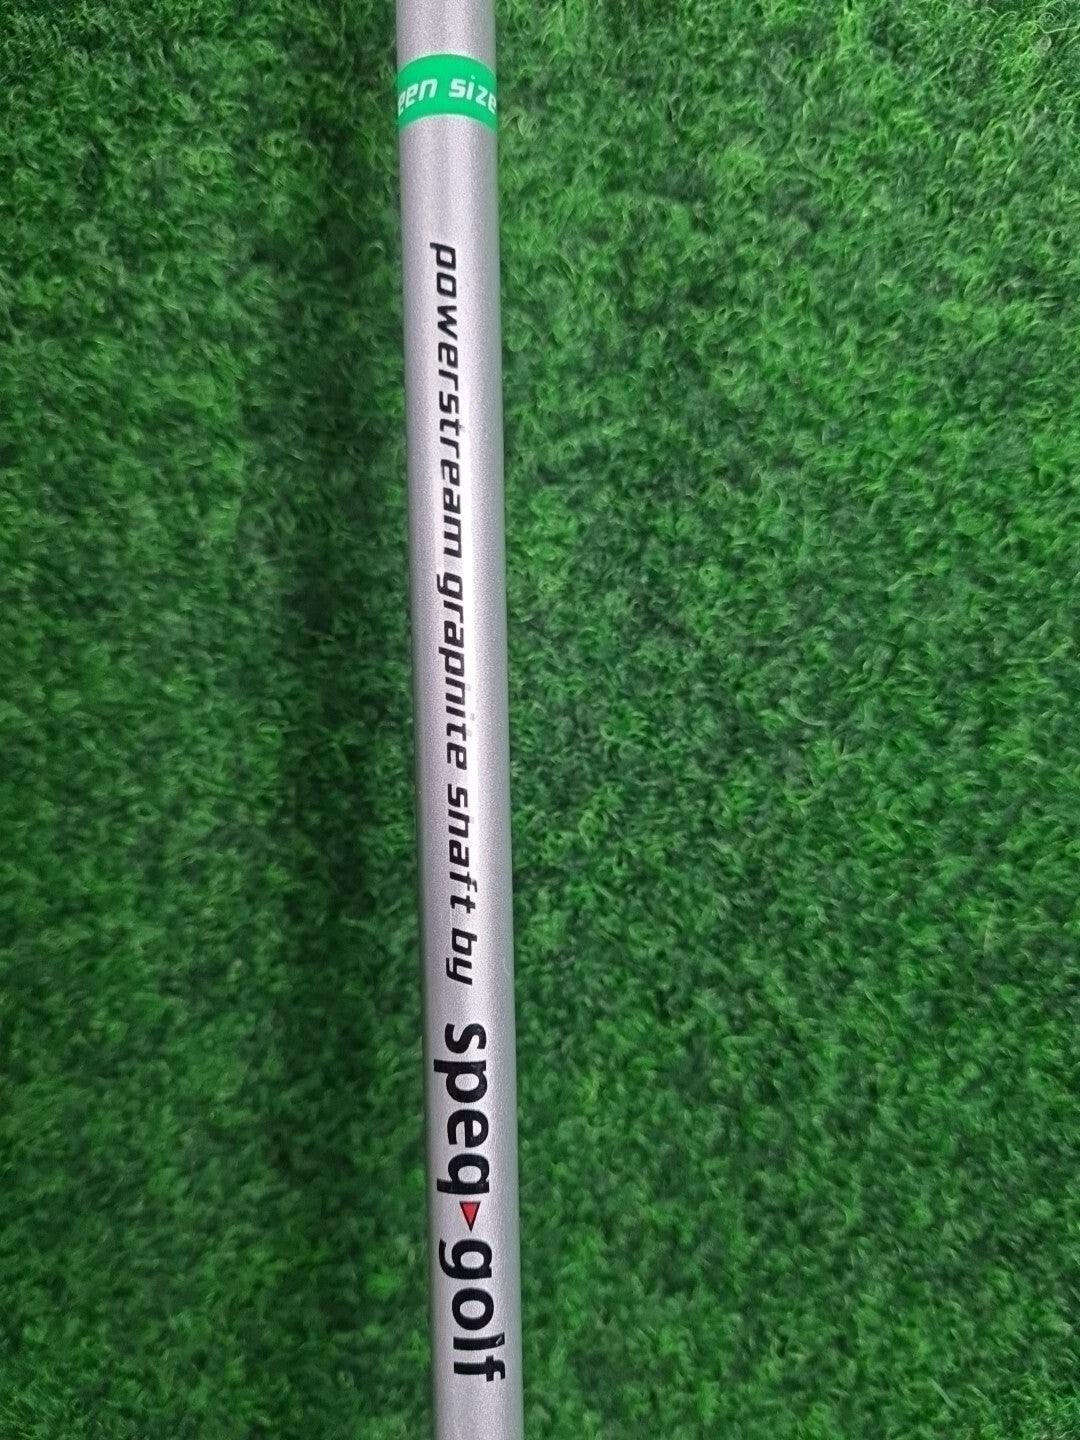 een size
powerstream graphite shaft by speq golf